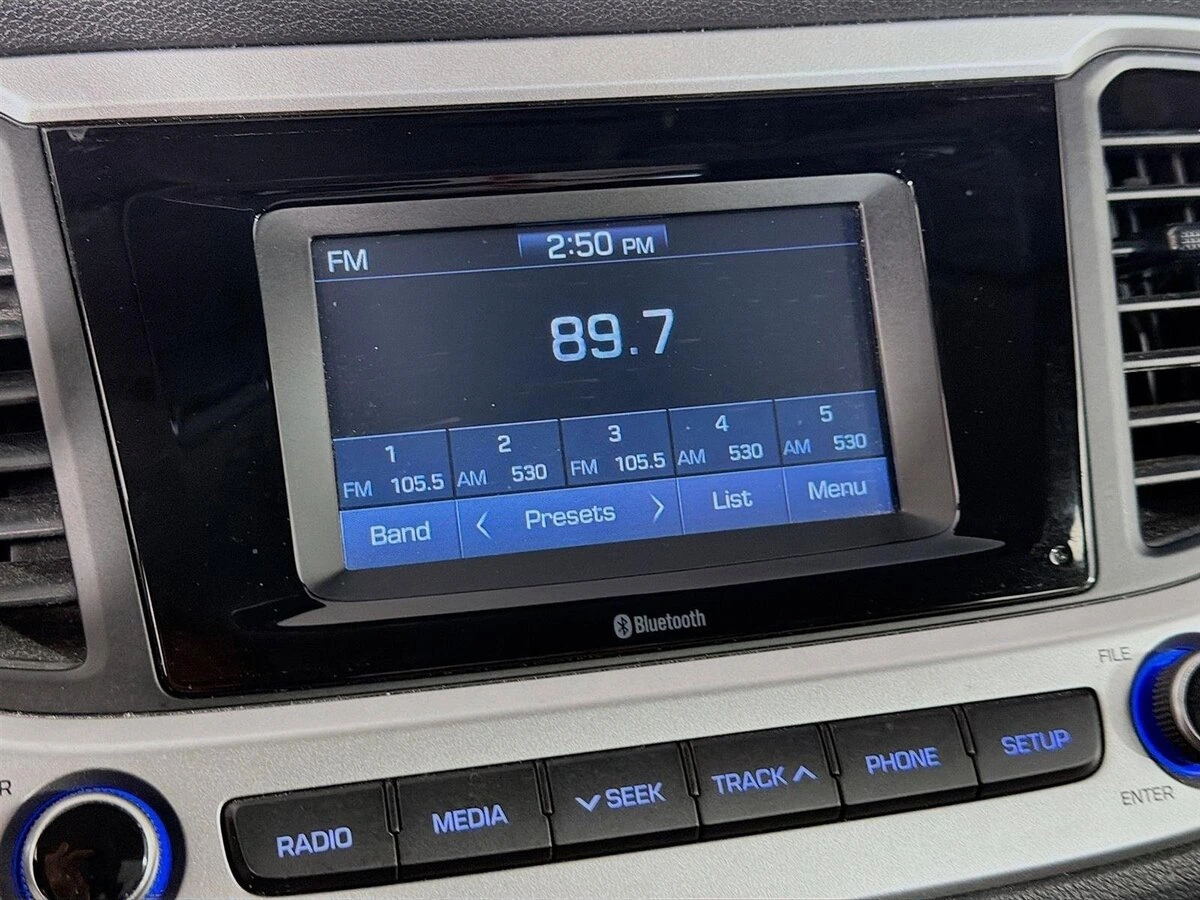 FM
2:50 PM
89.7
1
FM 105.5
2
AM 530
3
FM 105.5
4
AM 530
5
AM 530
Band
Presets
List
Menu
Bluetooth
FILE
RADIO
MEDIA
SEEK
TRACK
PHONE
SETUP
ENTER